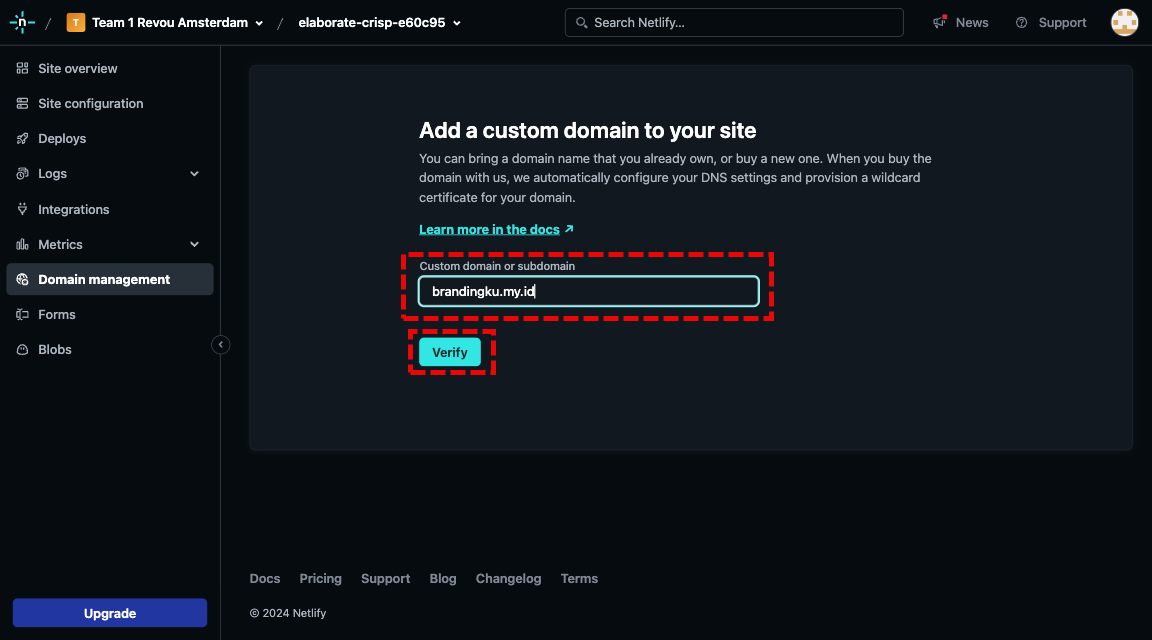 n / T Team 1 Revou Amsterdam / elaborate-crisp-e60c95
Search Netlify...
News
Support
Site overview
Site configuration
Deploys
Logs
Integrations
Metrics
Domain management
Forms
Blobs
Upgrade
Add a custom domain to your site
You can bring a domain name that you already own, or buy a new one. When you buy the
domain with us, we automatically configure your DNS settings and provision a wildcard
certificate for your domain.
Learn more in the docs
Custom domain or subdomain
brandingku.my.id
Verify
Docs Pricing Support Blog Changelog Terms
© 2024 Netlify